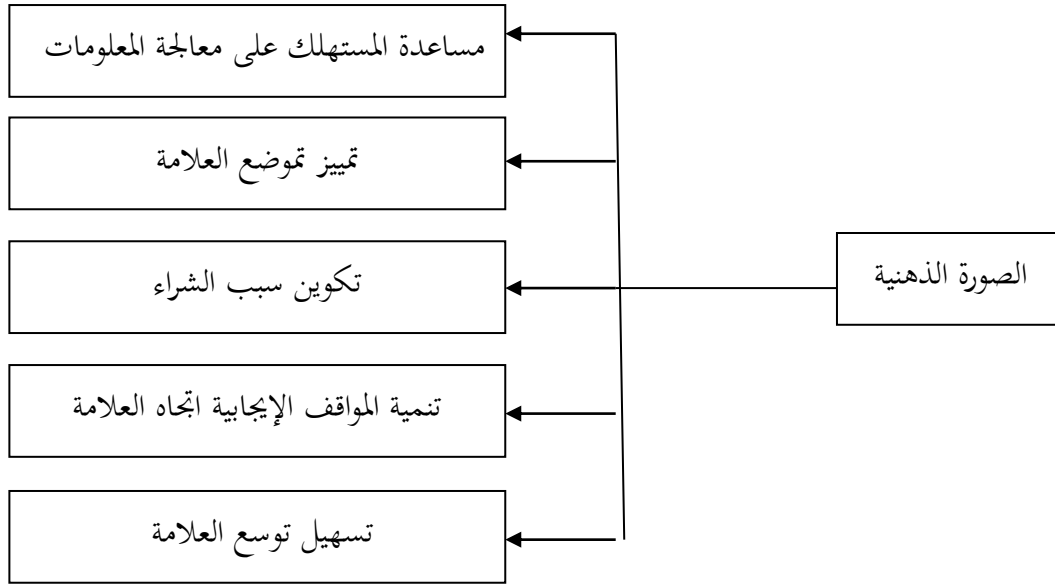 مساعدة المستهلك على معالجة المعلومات
تمييز تموضع العلامة
تكوين سبب الشراء
الصورة الذهنية
تنمية المواقف الإيجابية اتجاه العلامة
تسهيل توسع العلامة